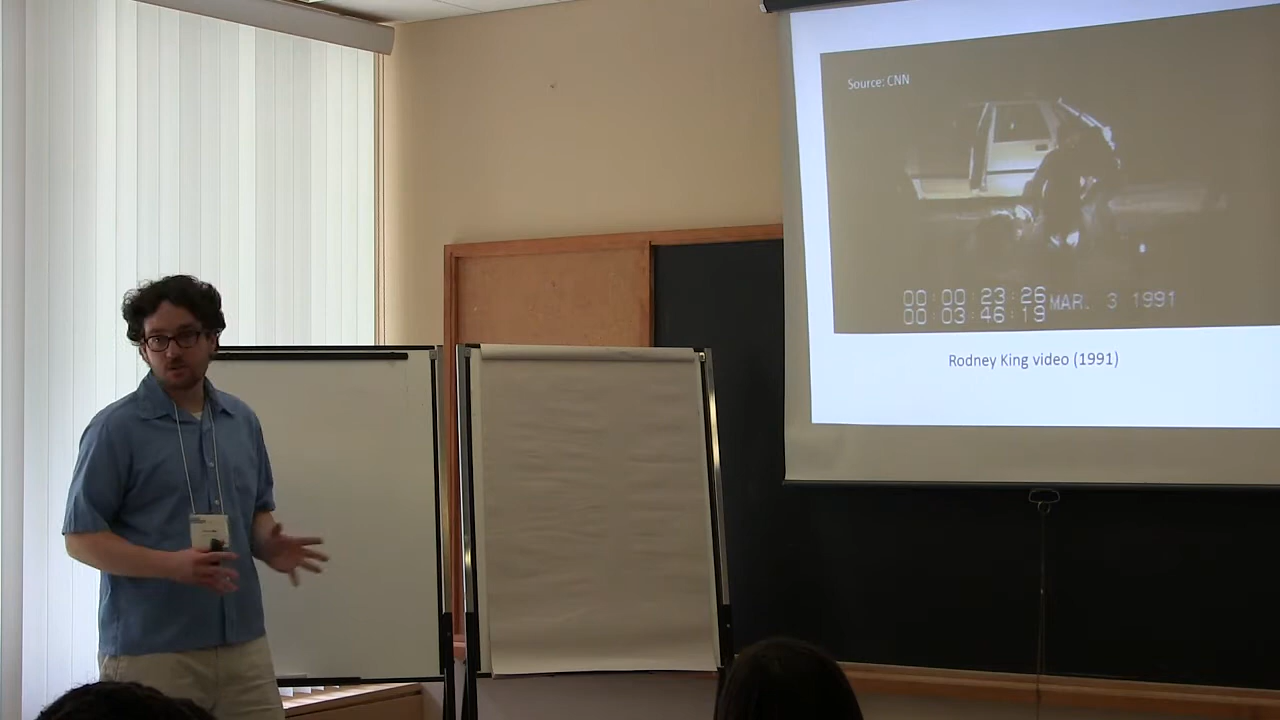 Source: CNN
00:00:23:26
00:03:46:19
MAR. 3 1991
Rodney King video (1991)